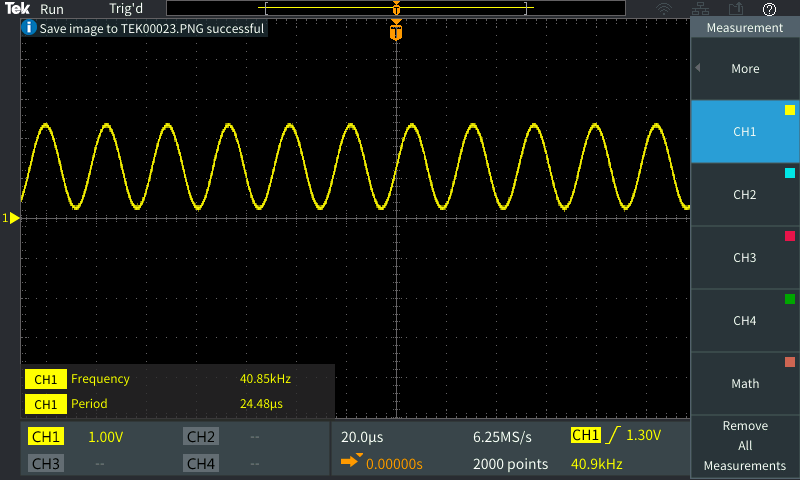 Tek Run Trig'd T ?
i Save image to TEK00023.PNG successful
T
Measurement
More
CH1
CH2
CH3
CH4
Math
Remove
All
Measurements
1
CH1 Frequency 40.85kHz
CH1 Period 24.48µs
CH1 1.00V CH2 --
CH3 -- CH4 --
20.0µs 6.25MS/s CH1 1.30V
0.00000s 2000 points 40.9kHz